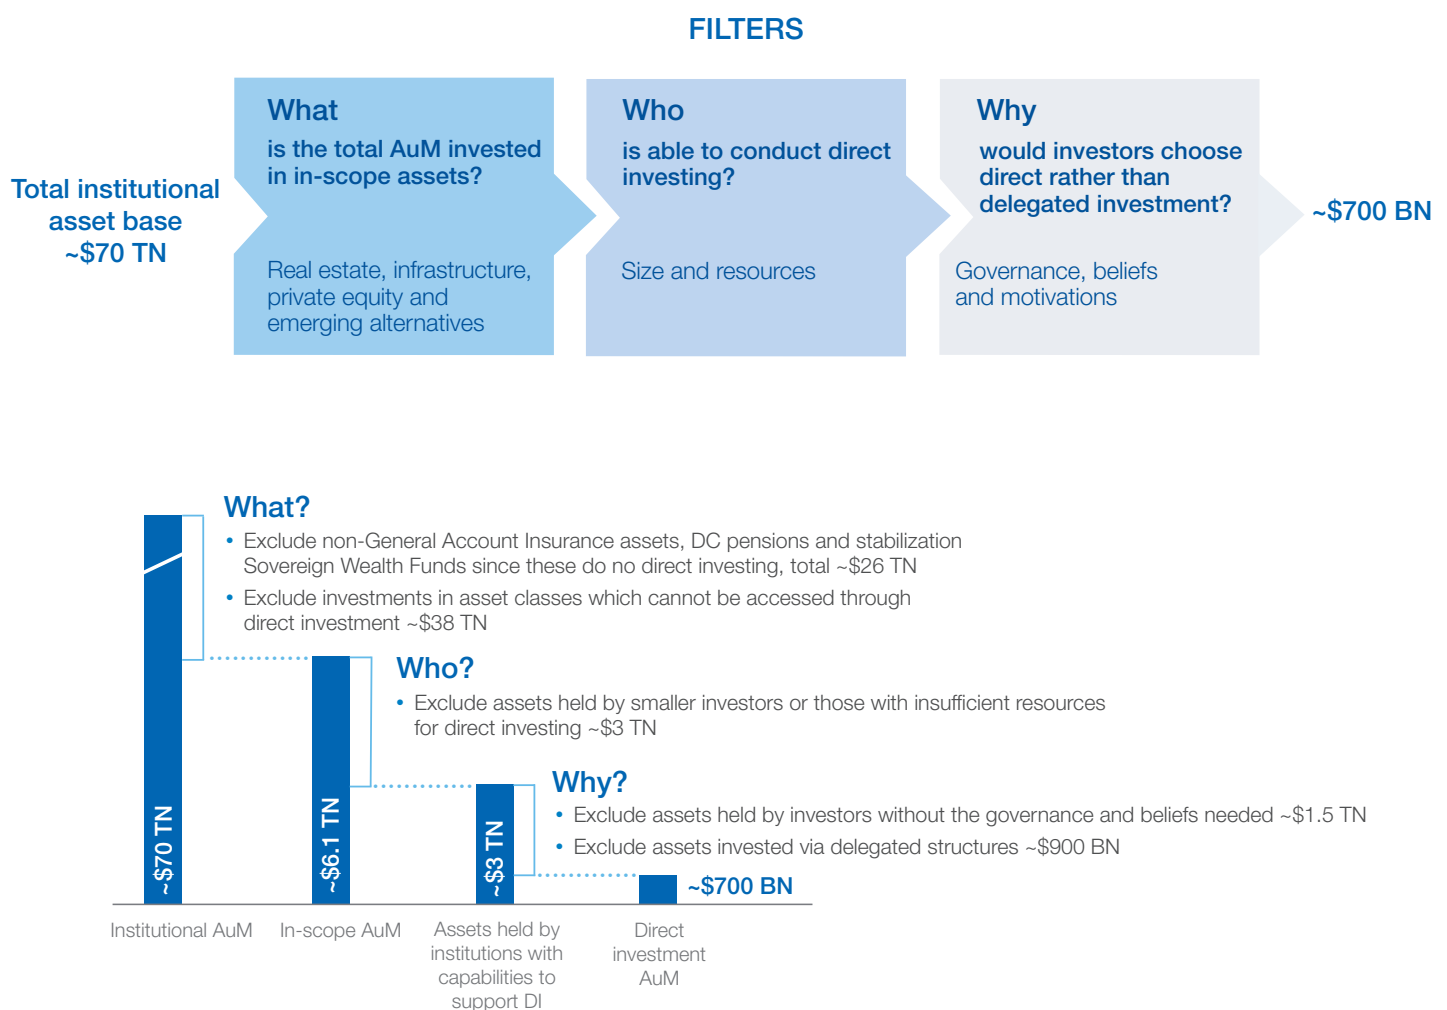 FILTERS
Total institutional
asset base
~$70 TN
What
is the total AuM invested
in in-scope assets?
Real estate, infrastructure,
private equity and
emerging alternatives
Who
is able to conduct direct
investing?
Size and resources
Why
would investors choose
direct rather than
delegated investment?
Governance, beliefs
and motivations
~$700 BN
What?
• Exclude non-General Account Insurance assets, DC pensions and stabilization
Sovereign Wealth Funds since these do no direct investing, total ~$26 TN
• Exclude investments in asset classes which cannot be accessed through
direct investment ~$38 TN
Who?
• Exclude assets held by smaller investors or those with insufficient resources
for direct investing ~$3 TN
Why?
• Exclude assets held by investors without the governance and beliefs needed ~$1.5 TN
• Exclude assets invested via delegated structures ~$900 BN
~$70 TN
~$6.1 TN
~$3 TN
~$700 BN
Institutional AuM
In-scope AuM
Assets held by
institutions with
capabilities to
support DI
Direct
investment
AuM